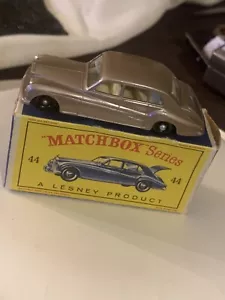 "MATCHBOX" Series
44
44
A LESNEY PRODUCT